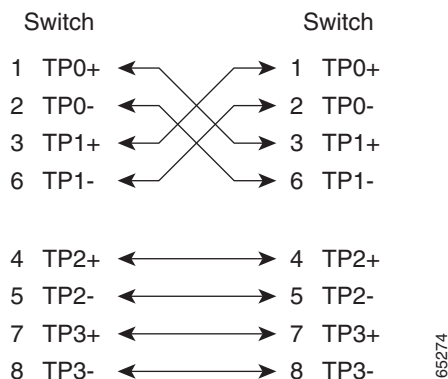 Switch Switch
1 TP0+ 1 TP0+
2 TP0- 2 TP0-
3 TP1+ 3 TP1+
6 TP1- 6 TP1-
4 TP2+ 4 TP2+
5 TP2- 5 TP2-
7 TP3+ 7 TP3+
8 TP3- 8 TP3-
65274